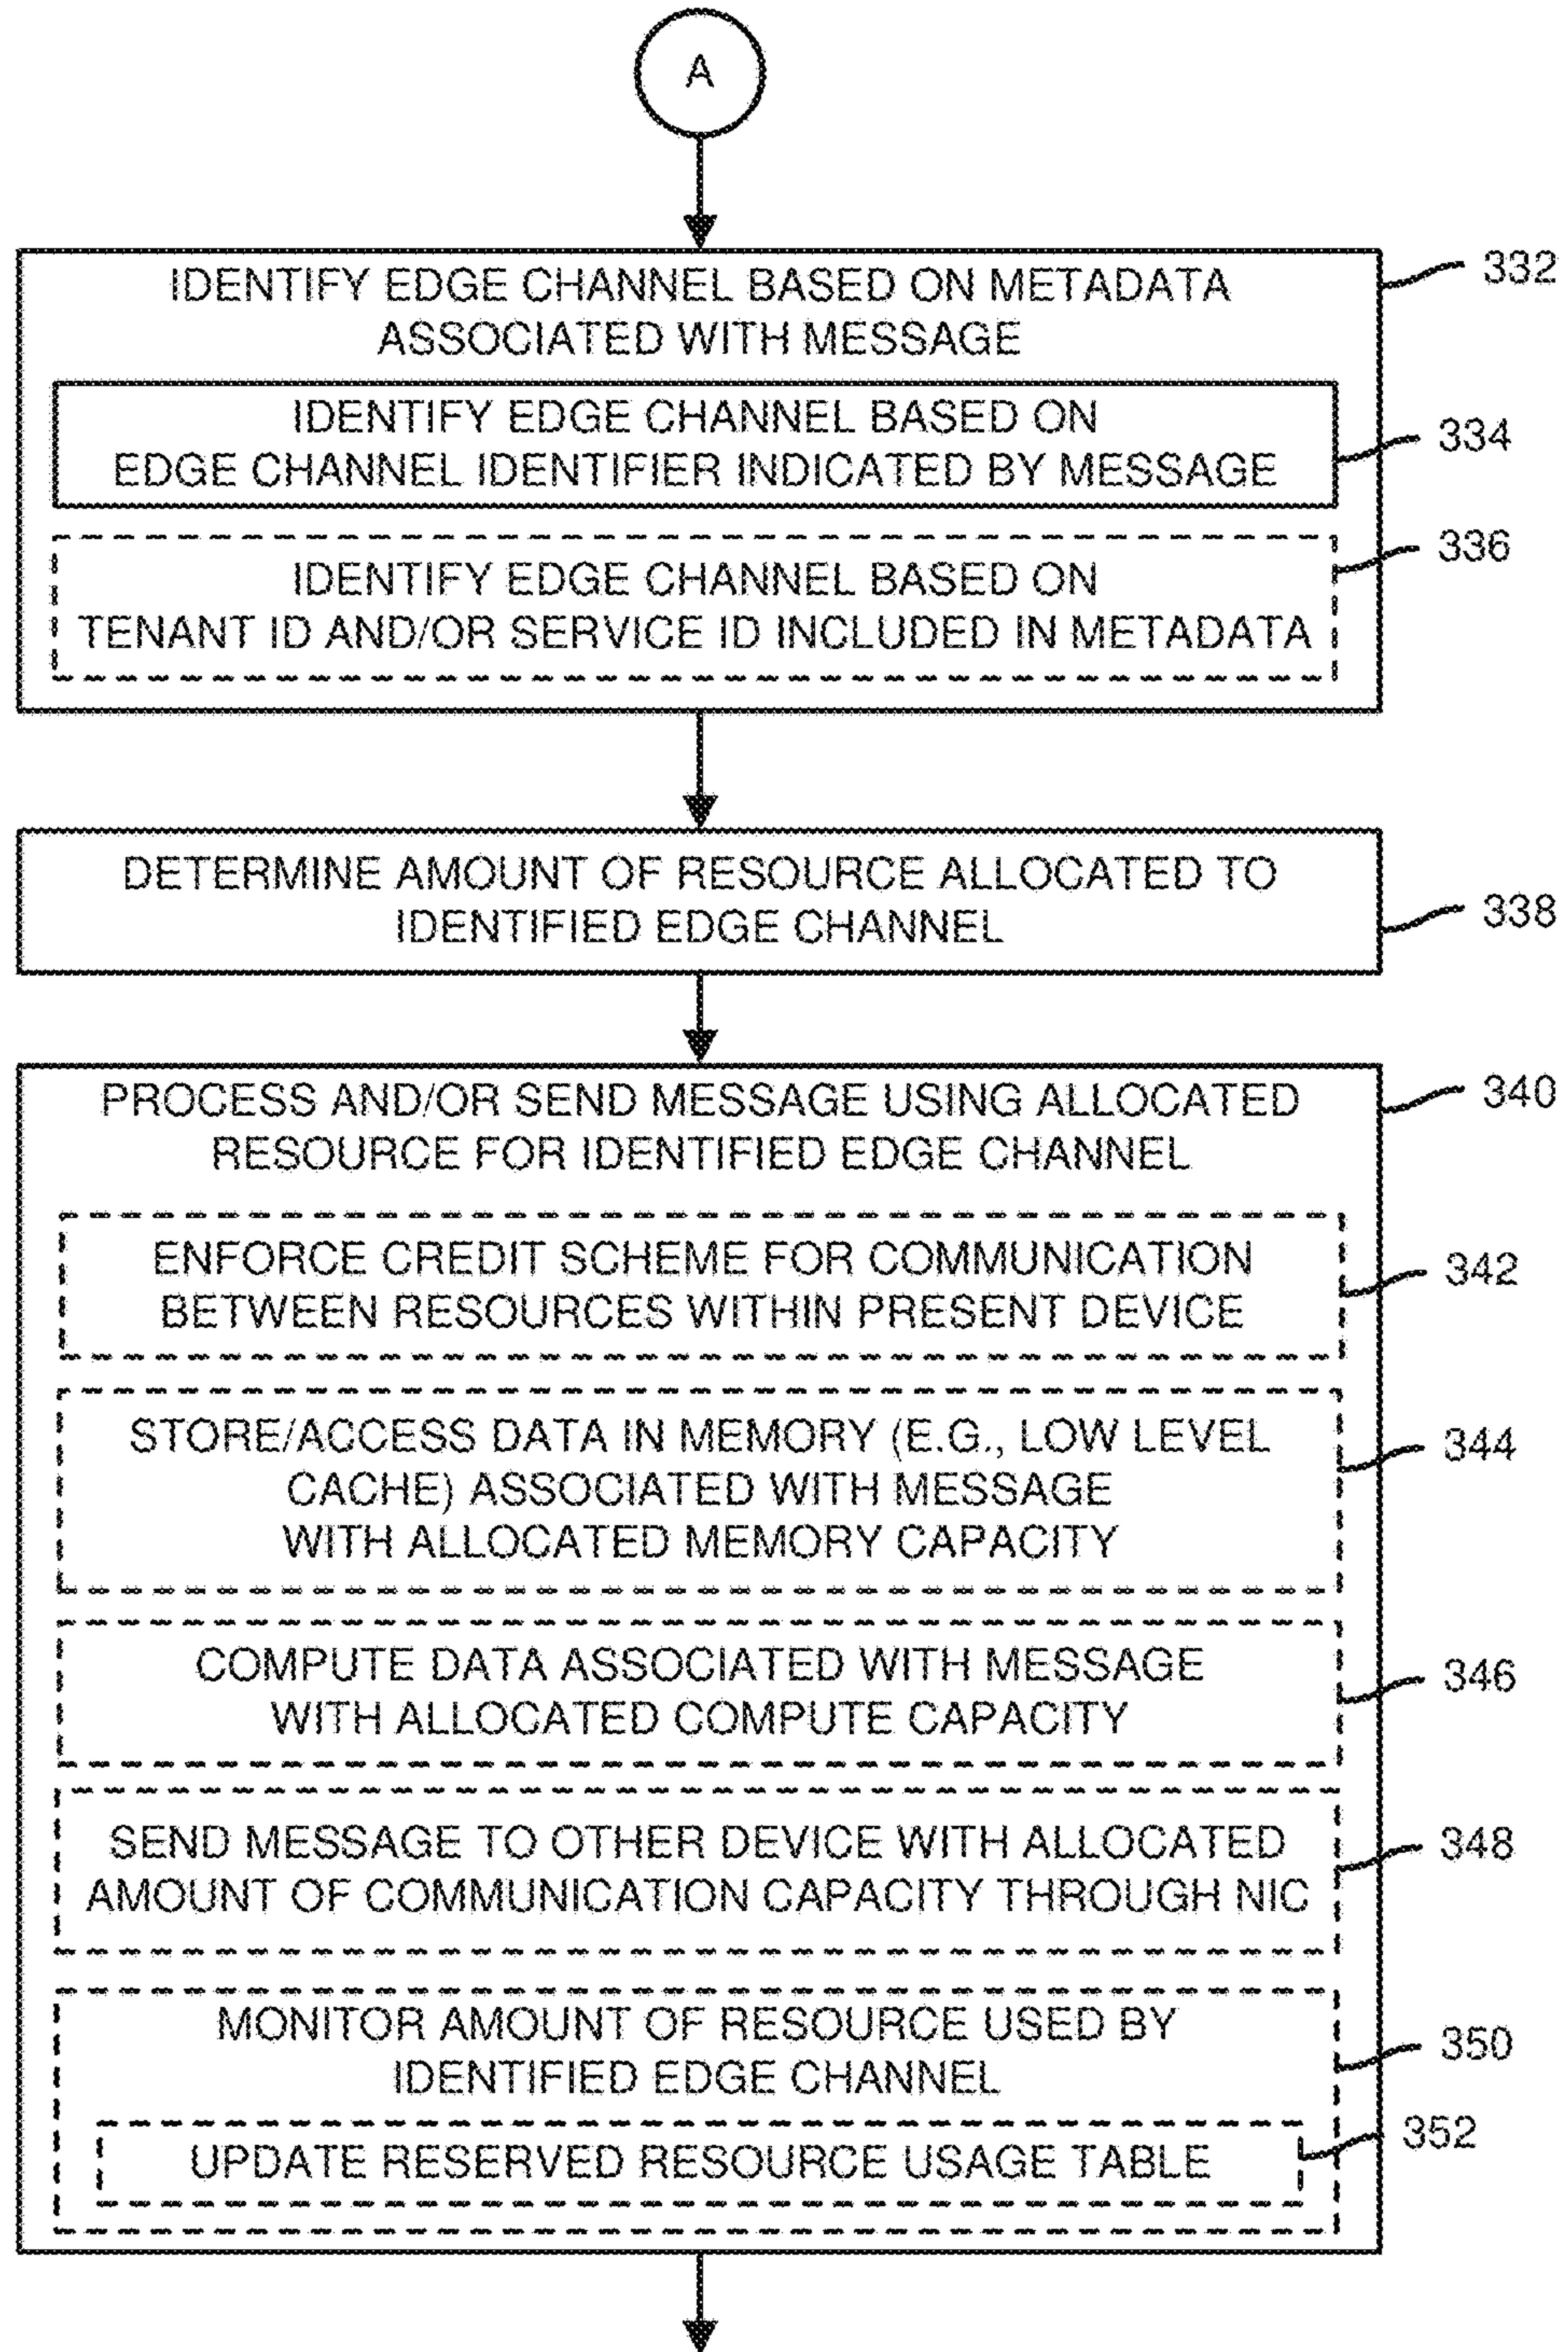 A
IDENTIFY EDGE CHANNEL BASED ON METADATA
ASSOCIATED WITH MESSAGE
332
IDENTIFY EDGE CHANNEL BASED ON
EDGE CHANNEL IDENTIFIER INDICATED BY MESSAGE
334
IDENTIFY EDGE CHANNEL BASED ON
TENANT ID AND/OR SERVICE ID INCLUDED IN METADATA
336
DETERMINE AMOUNT OF RESOURCE ALLOCATED TO
IDENTIFIED EDGE CHANNEL
338
PROCESS AND/OR SEND MESSAGE USING ALLOCATED
RESOURCE FOR IDENTIFIED EDGE CHANNEL
340
ENFORCE CREDIT SCHEME FOR COMMUNICATION
BETWEEN RESOURCES WITHIN PRESENT DEVICE
342
STORE/ACCESS DATA IN MEMORY (E.G., LOW LEVEL
CACHE) ASSOCIATED WITH MESSAGE
WITH ALLOCATED MEMORY CAPACITY
344
COMPUTE DATA ASSOCIATED WITH MESSAGE
WITH ALLOCATED COMPUTE CAPACITY
346
SEND MESSAGE TO OTHER DEVICE WITH ALLOCATED
AMOUNT OF COMMUNICATION CAPACITY THROUGH NIC
348
MONITOR AMOUNT OF RESOURCE USED BY
IDENTIFIED EDGE CHANNEL
350
UPDATE RESERVED RESOURCE USAGE TABLE
352